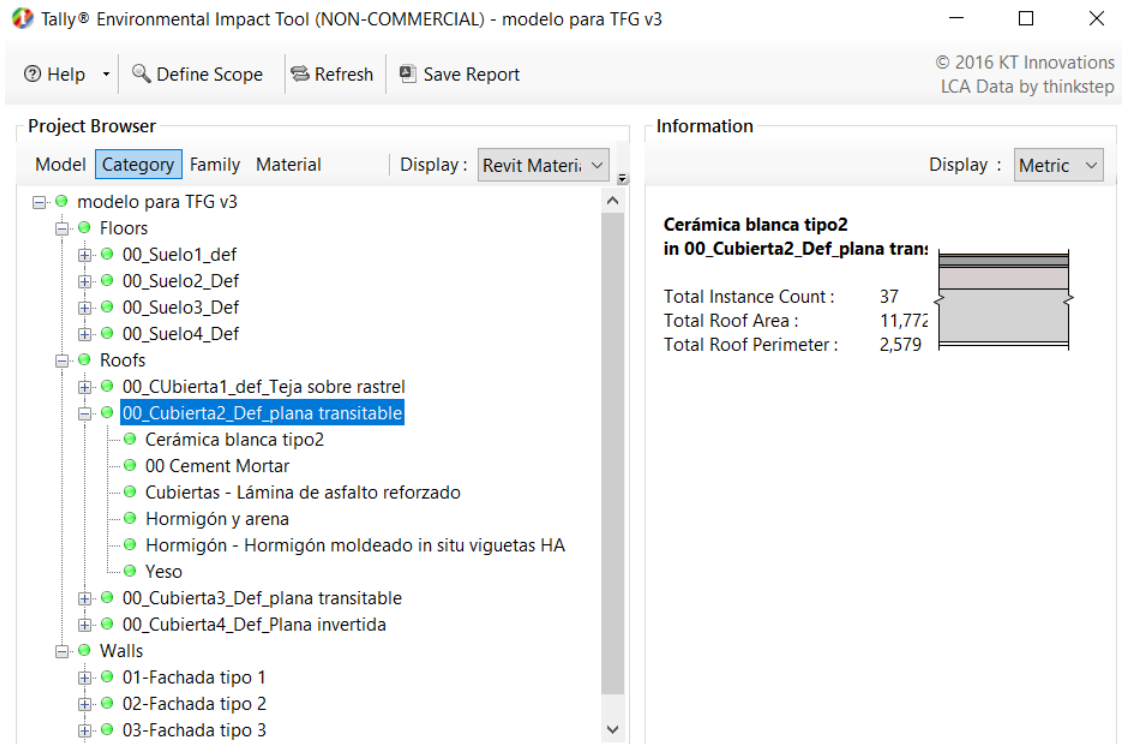 Tally® Environmental Impact Tool (NON-COMMERCIAL) - modelo para TFG v3
Help Define Scope Refresh Save Report
© 2016 KT Innovations
LCA Data by thinkstep
Project Browser
Model Category Family Material Display : Revit Materi
modelo para TFG v3
Floors
00_Suelo1_def
00_Suelo2_Def
00_Suelo3_Def
00_Suelo4_Def
Roofs
00_CUbierta1_def_Teja sobre rastrel
00_Cubierta2_Def_plana transitable
Cerámica blanca tipo2
00 Cement Mortar
Cubiertas - Lámina de asfalto reforzado
Hormigón y arena
Hormigón - Hormigón moldeado in situ viguetas HA
Yeso
00_Cubierta3_Def_plana transitable
00_Cubierta4_Def_Plana invertida
Walls
01-Fachada tipo 1
02-Fachada tipo 2
03-Fachada tipo 3
Information
Display : Metric
Cerámica blanca tipo2
in 00_Cubierta2_Def_plana trans
Total Instance Count : 37
Total Roof Area : 11,772
Total Roof Perimeter : 2,579